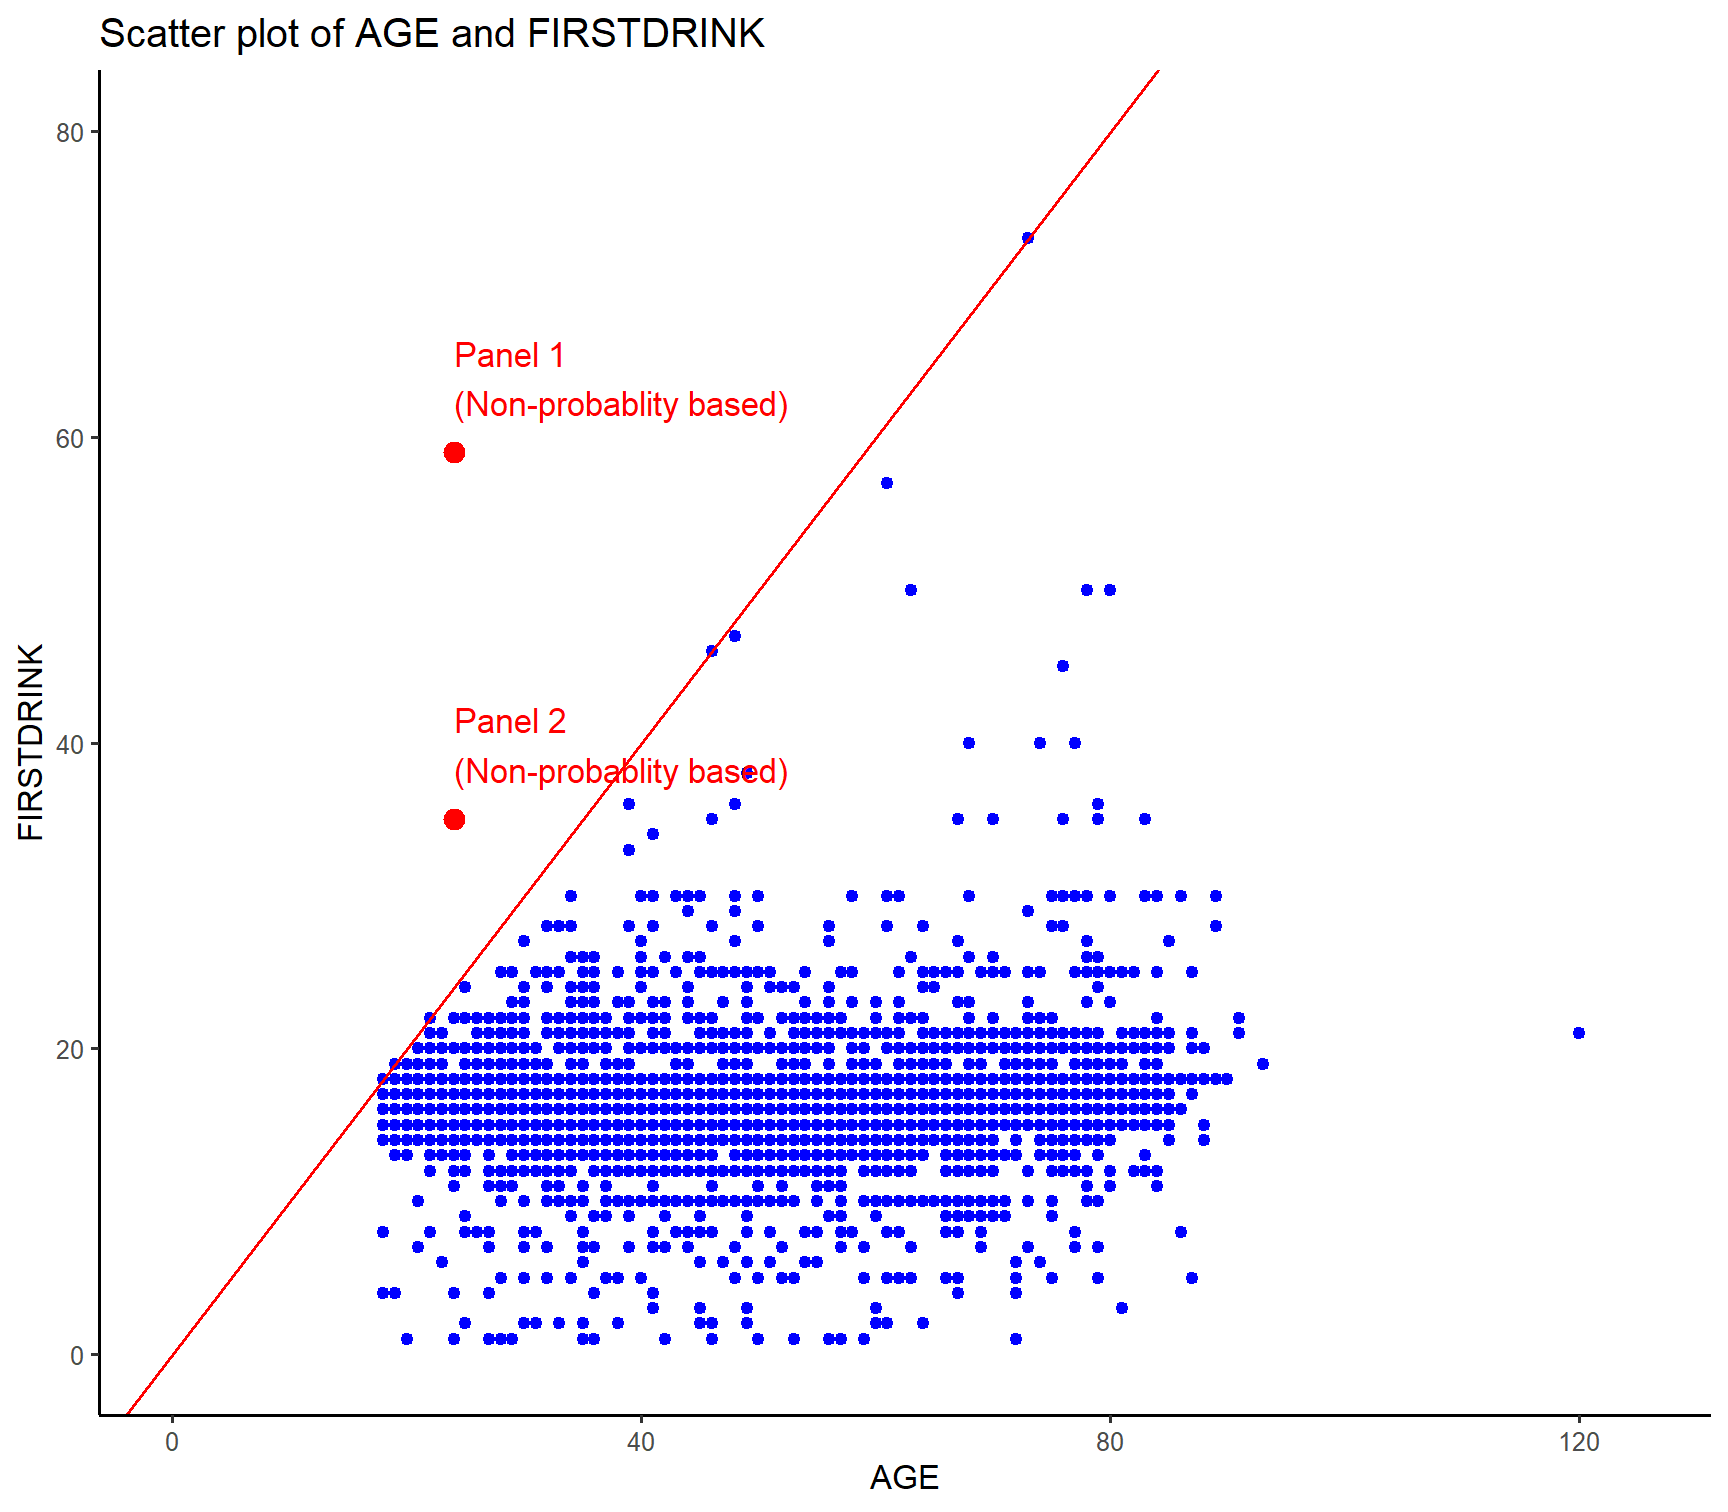 Scatter plot of AGE and FIRSTDRINK
80
60
40
20
0
FIRSTDRINK
Panel 1
(Non-probablity based)
Panel 2
(Non-probablity based)
0
40
80
120
AGE